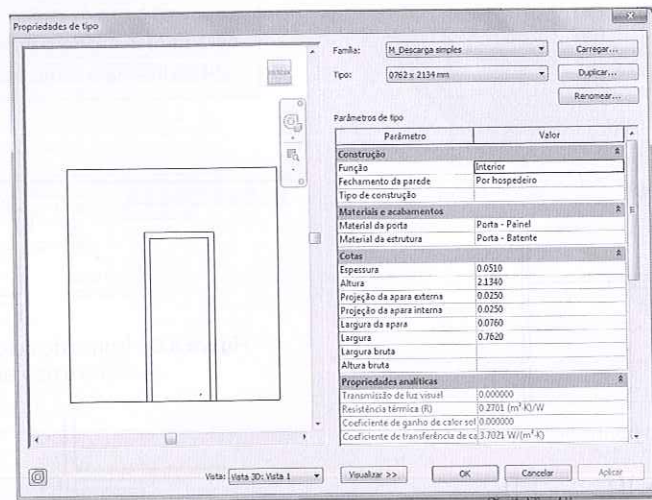 Propriedades de tipo
Família: M_Descarga simples Carregar...
Tipo: 0762 x 2134 mm Duplicar...
Renomear...
Parâmetros de tipo
Parâmetro Valor
Construção
Função Interior
Fechamento da parede Por hospedeiro
Tipo de construção
Materiais e acabamentos
Material da porta Porta - Painel
Material da estrutura Porta - Batente
Cotas
Espessura 0.0510
Altura 2.1340
Projeção da apara externa 0.0250
Projeção da apara interna 0.0250
Largura da apara 0.0760
Largura 0.7620
Largura bruta
Altura bruta
Propriedades analíticas
Transmissão de luz visual 0.000000
Resistência térmica (R) 0.2701 (m²·K)/W
Coeficiente de ganho de calor sol 0.000000
Coeficiente de transferência de ca 3.7021 W/(m²·K)
Vista: Vista 3D: Vista 1 Visualizar >> OK Cancelar Aplicar